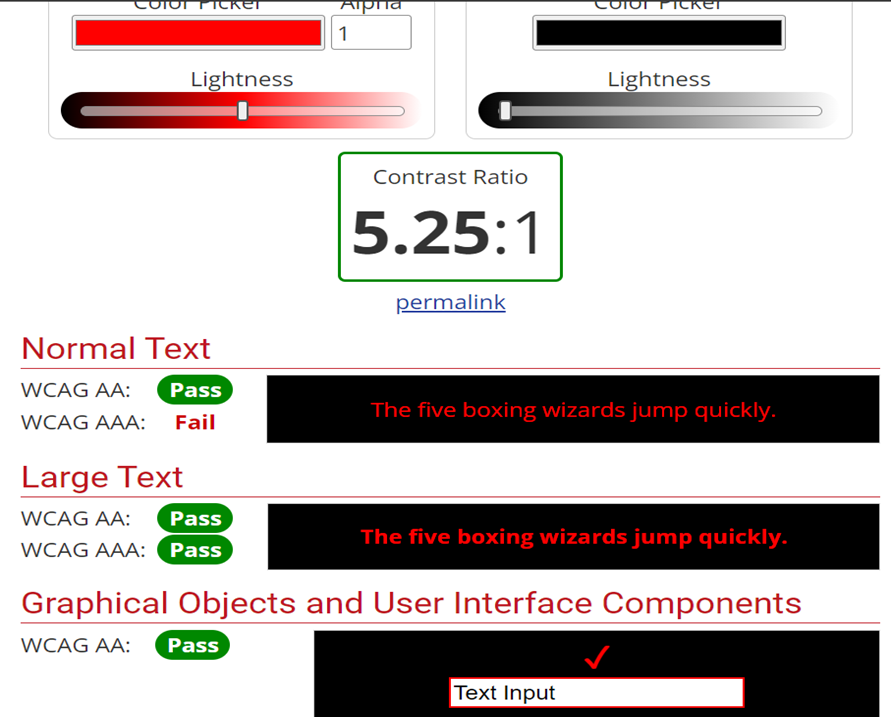 Color Picker Alpha Color Picker
1
Lightness Lightness
Contrast Ratio
5.25:1
permalink
Normal Text
WCAG AA: Pass
WCAG AAA: Fail
The five boxing wizards jump quickly.
Large Text
WCAG AA: Pass
WCAG AAA: Pass
The five boxing wizards jump quickly.
Graphical Objects and User Interface Components
WCAG AA: Pass
Text Input